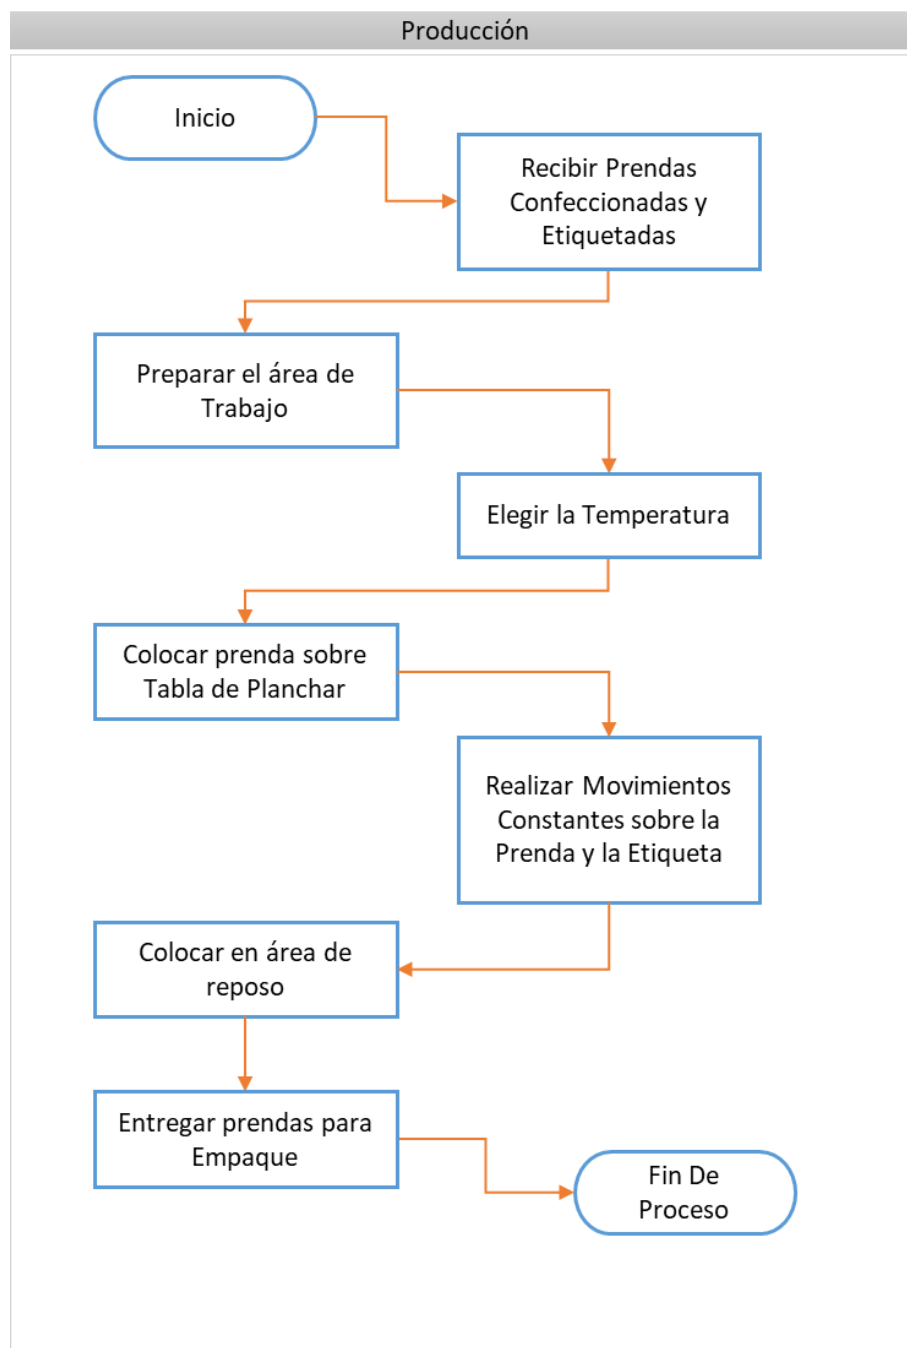 Producción
Inicio
Recibir Prendas
Confeccionadas y
Etiquetadas
Preparar el área de
Trabajo
Elegir la Temperatura
Colocar prenda sobre
Tabla de Planchar
Realizar Movimientos
Constantes sobre la
Prenda y la Etiqueta
Colocar en área de
reposo
Entregar prendas para
Empaque
Fin De
Proceso